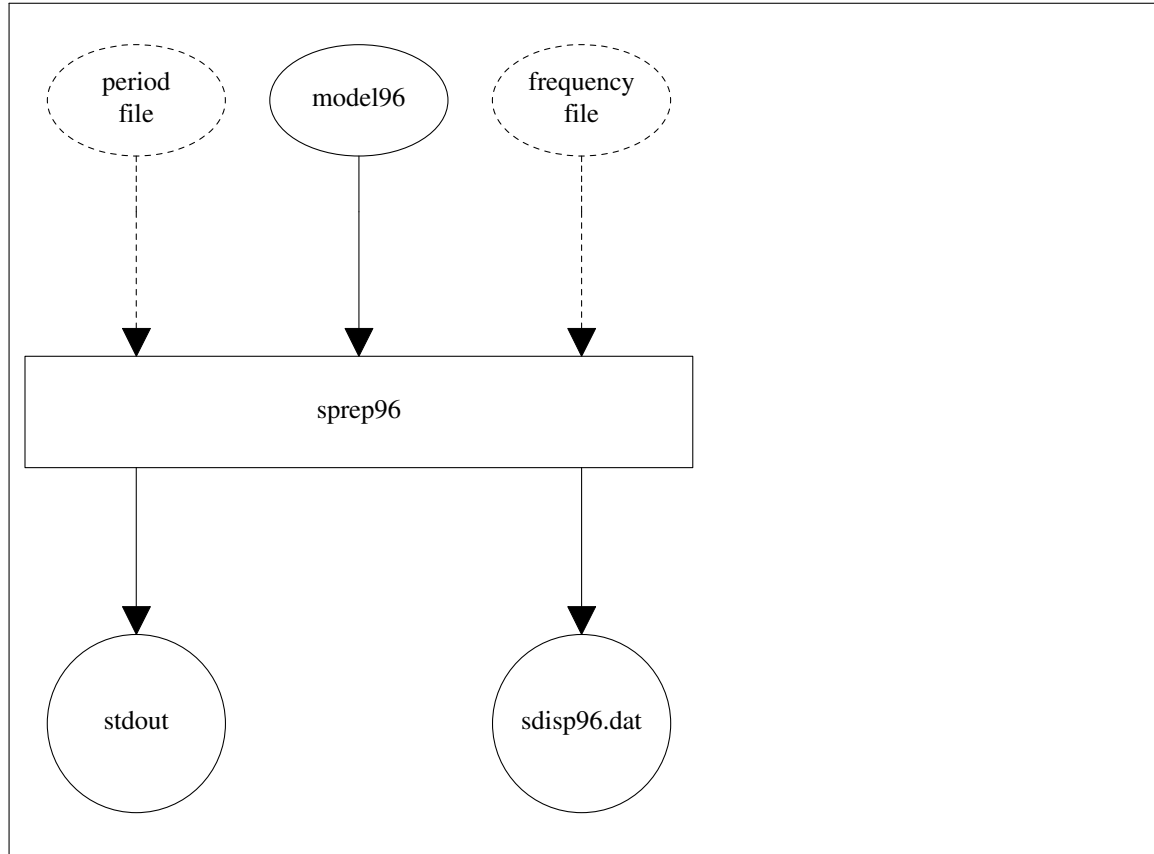 period
file
model96
frequency
file
sprep96
stdout
sdisp96.dat